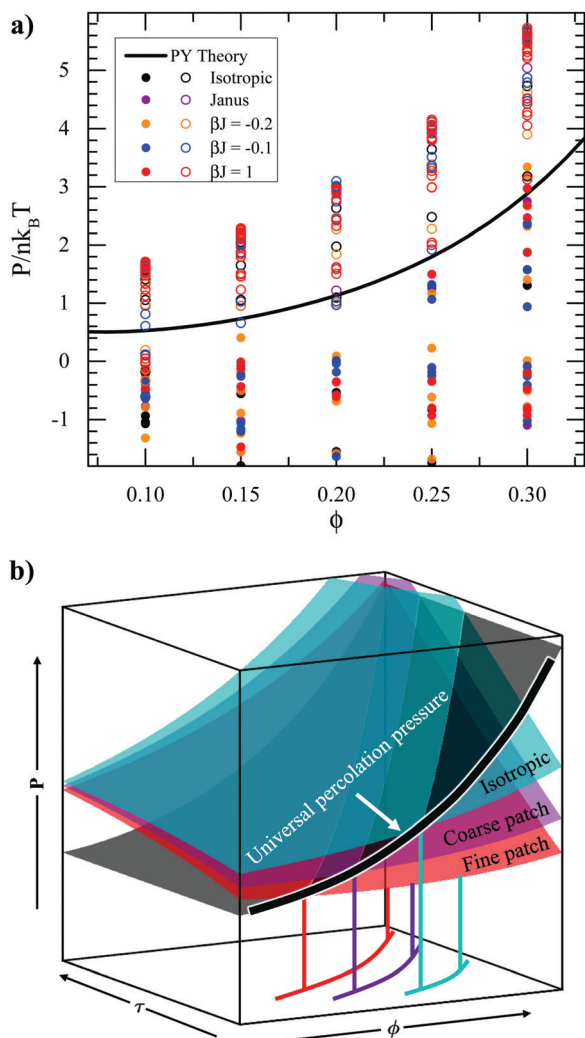 a)
PY Theory
Isotropic
Janus
βJ = -0.2
βJ = -0.1
βJ = 1
P/nk_BT
5
4
3
2
1
0
-1
0.10 0.15 0.20 0.25 0.30
ϕ
b)
P
Universal percolation pressure
Isotropic
Coarse patch
Fine patch
τ
ϕ